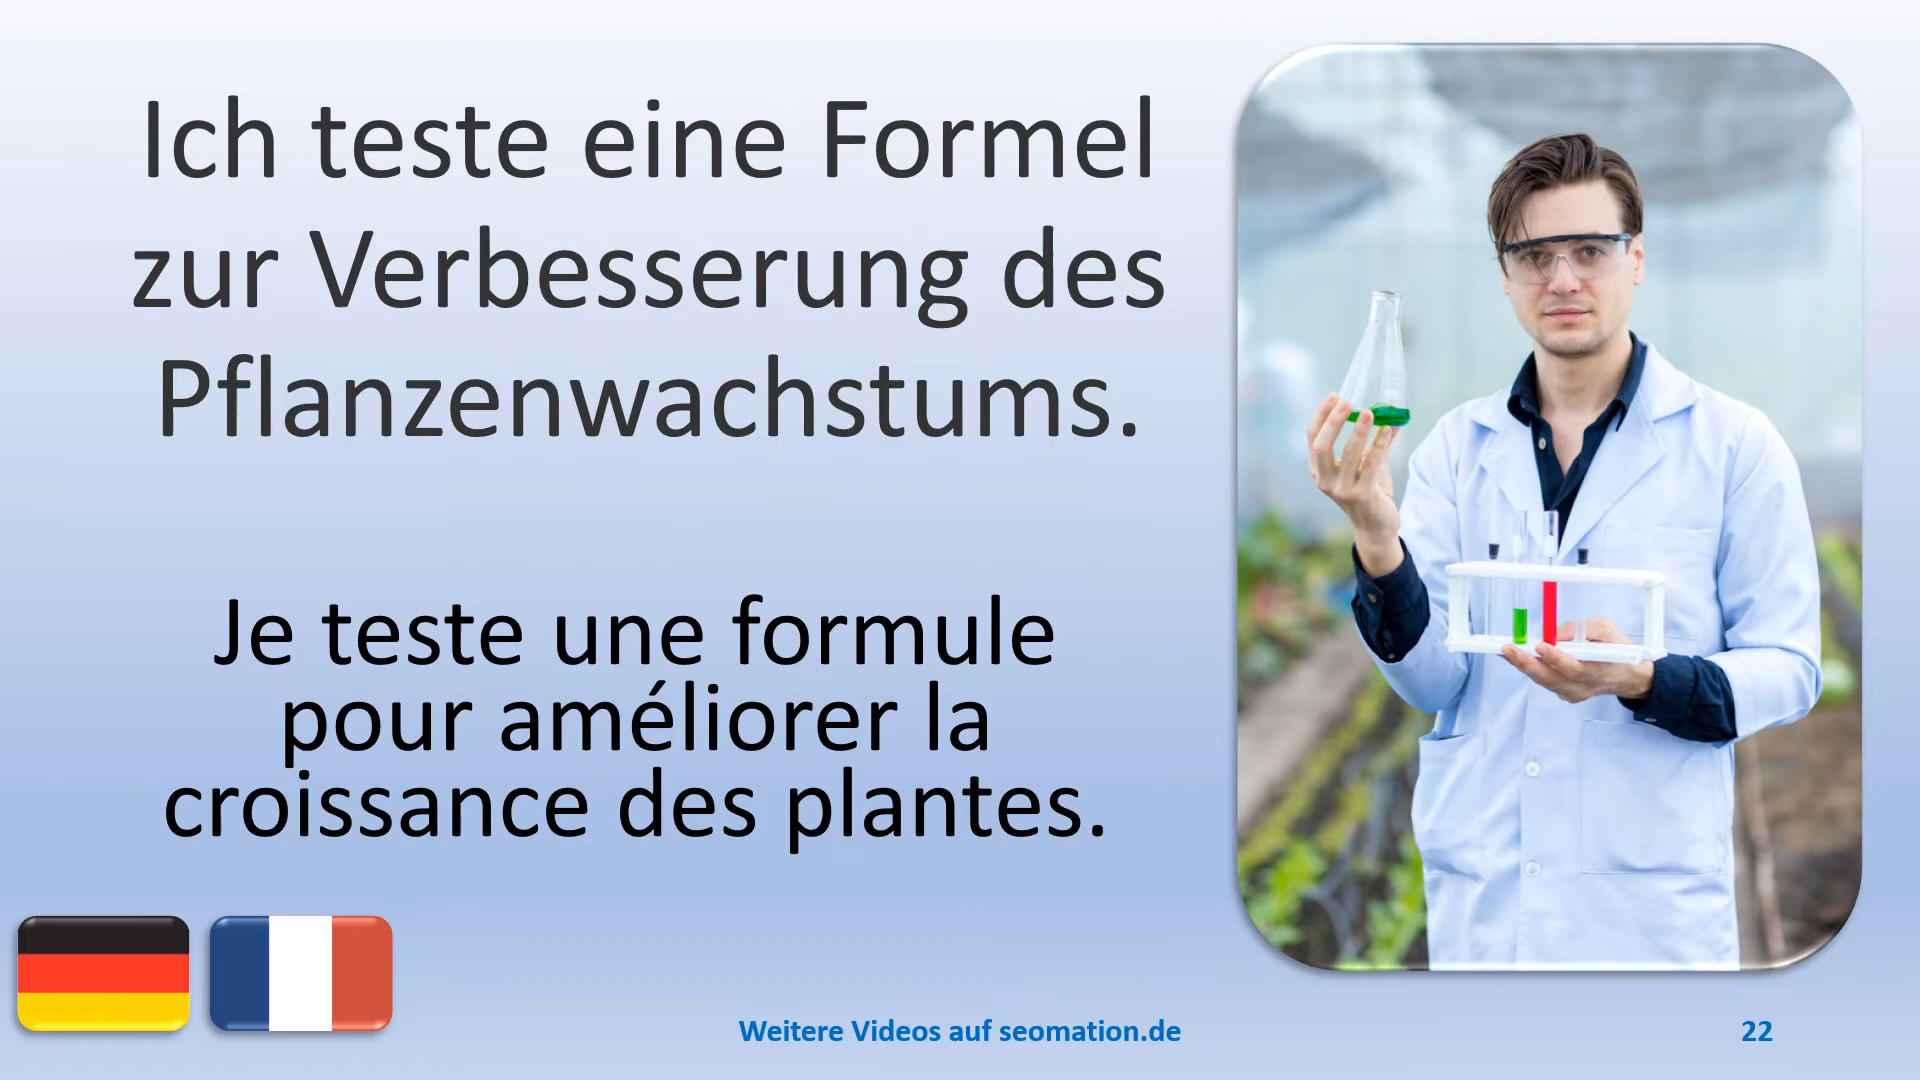 Ich teste eine Formel
zur Verbesserung des
Pflanzenwachstums.
Je teste une formule
pour améliorer la
croissance des plantes.
Weitere Videos auf seomation.de
22